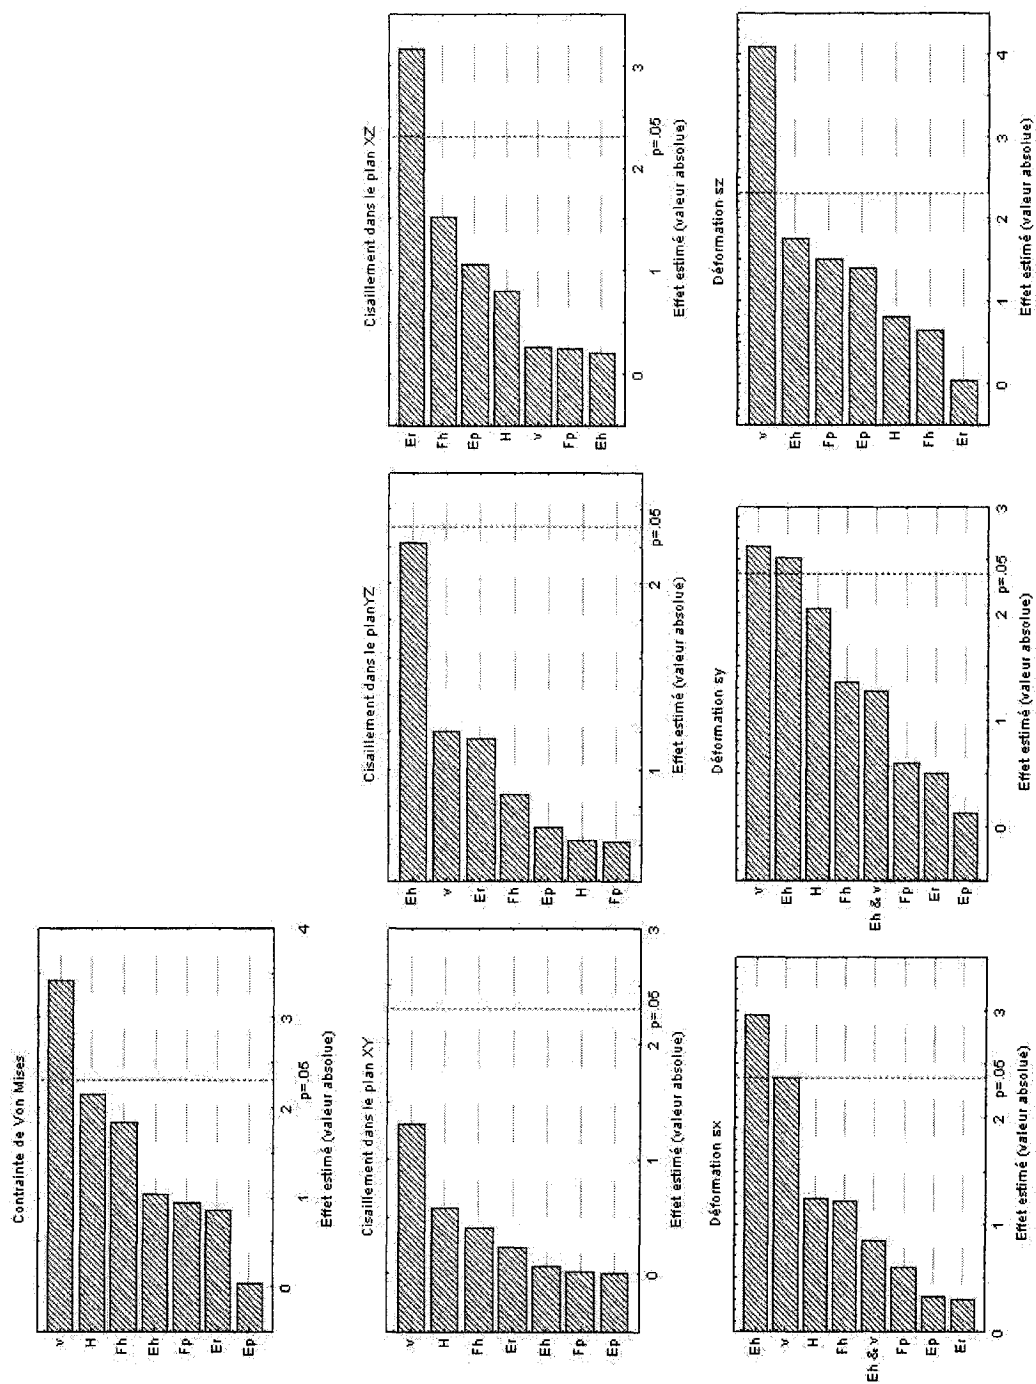 Contrainte de Von Mises
v
H
Fh
Eh
Fp
Er
Ep
0 1 2 3 4
p=.05
Effet estimé (valeur absolue)
Cisaillement dans le plan XY
v
H
Fh
Er
Eh
Fp
Ep
0 1 2 3
p=.05
Effet estimé (valeur absolue)
Cisaillement dans le planYZ
Eh
v
Er
Fh
Ep
H
Fp
1 2
p=.05
Effet estimé (valeur absolue)
Cisaillement dans le plan XZ
Er
Fh
Ep
H
v
Fp
Eh
0 1 2 3
p=.05
Effet estimé (valeur absolue)
Déformation εx
Eh
v
H
Fh
Eh & v
Fp
Ep
Er
0 1 2 p=.05 3
Effet estimé (valeur absolue)
Déformation εy
v
Eh
H
Fh
Eh & v
Fp
Er
Ep
0 1 2 p=.05 3
Effet estimé (valeur absolue)
Déformation εz
v
Eh
Fp
Ep
H
Fh
Er
0 1 2 3 4
Effet estimé (valeur absolue)